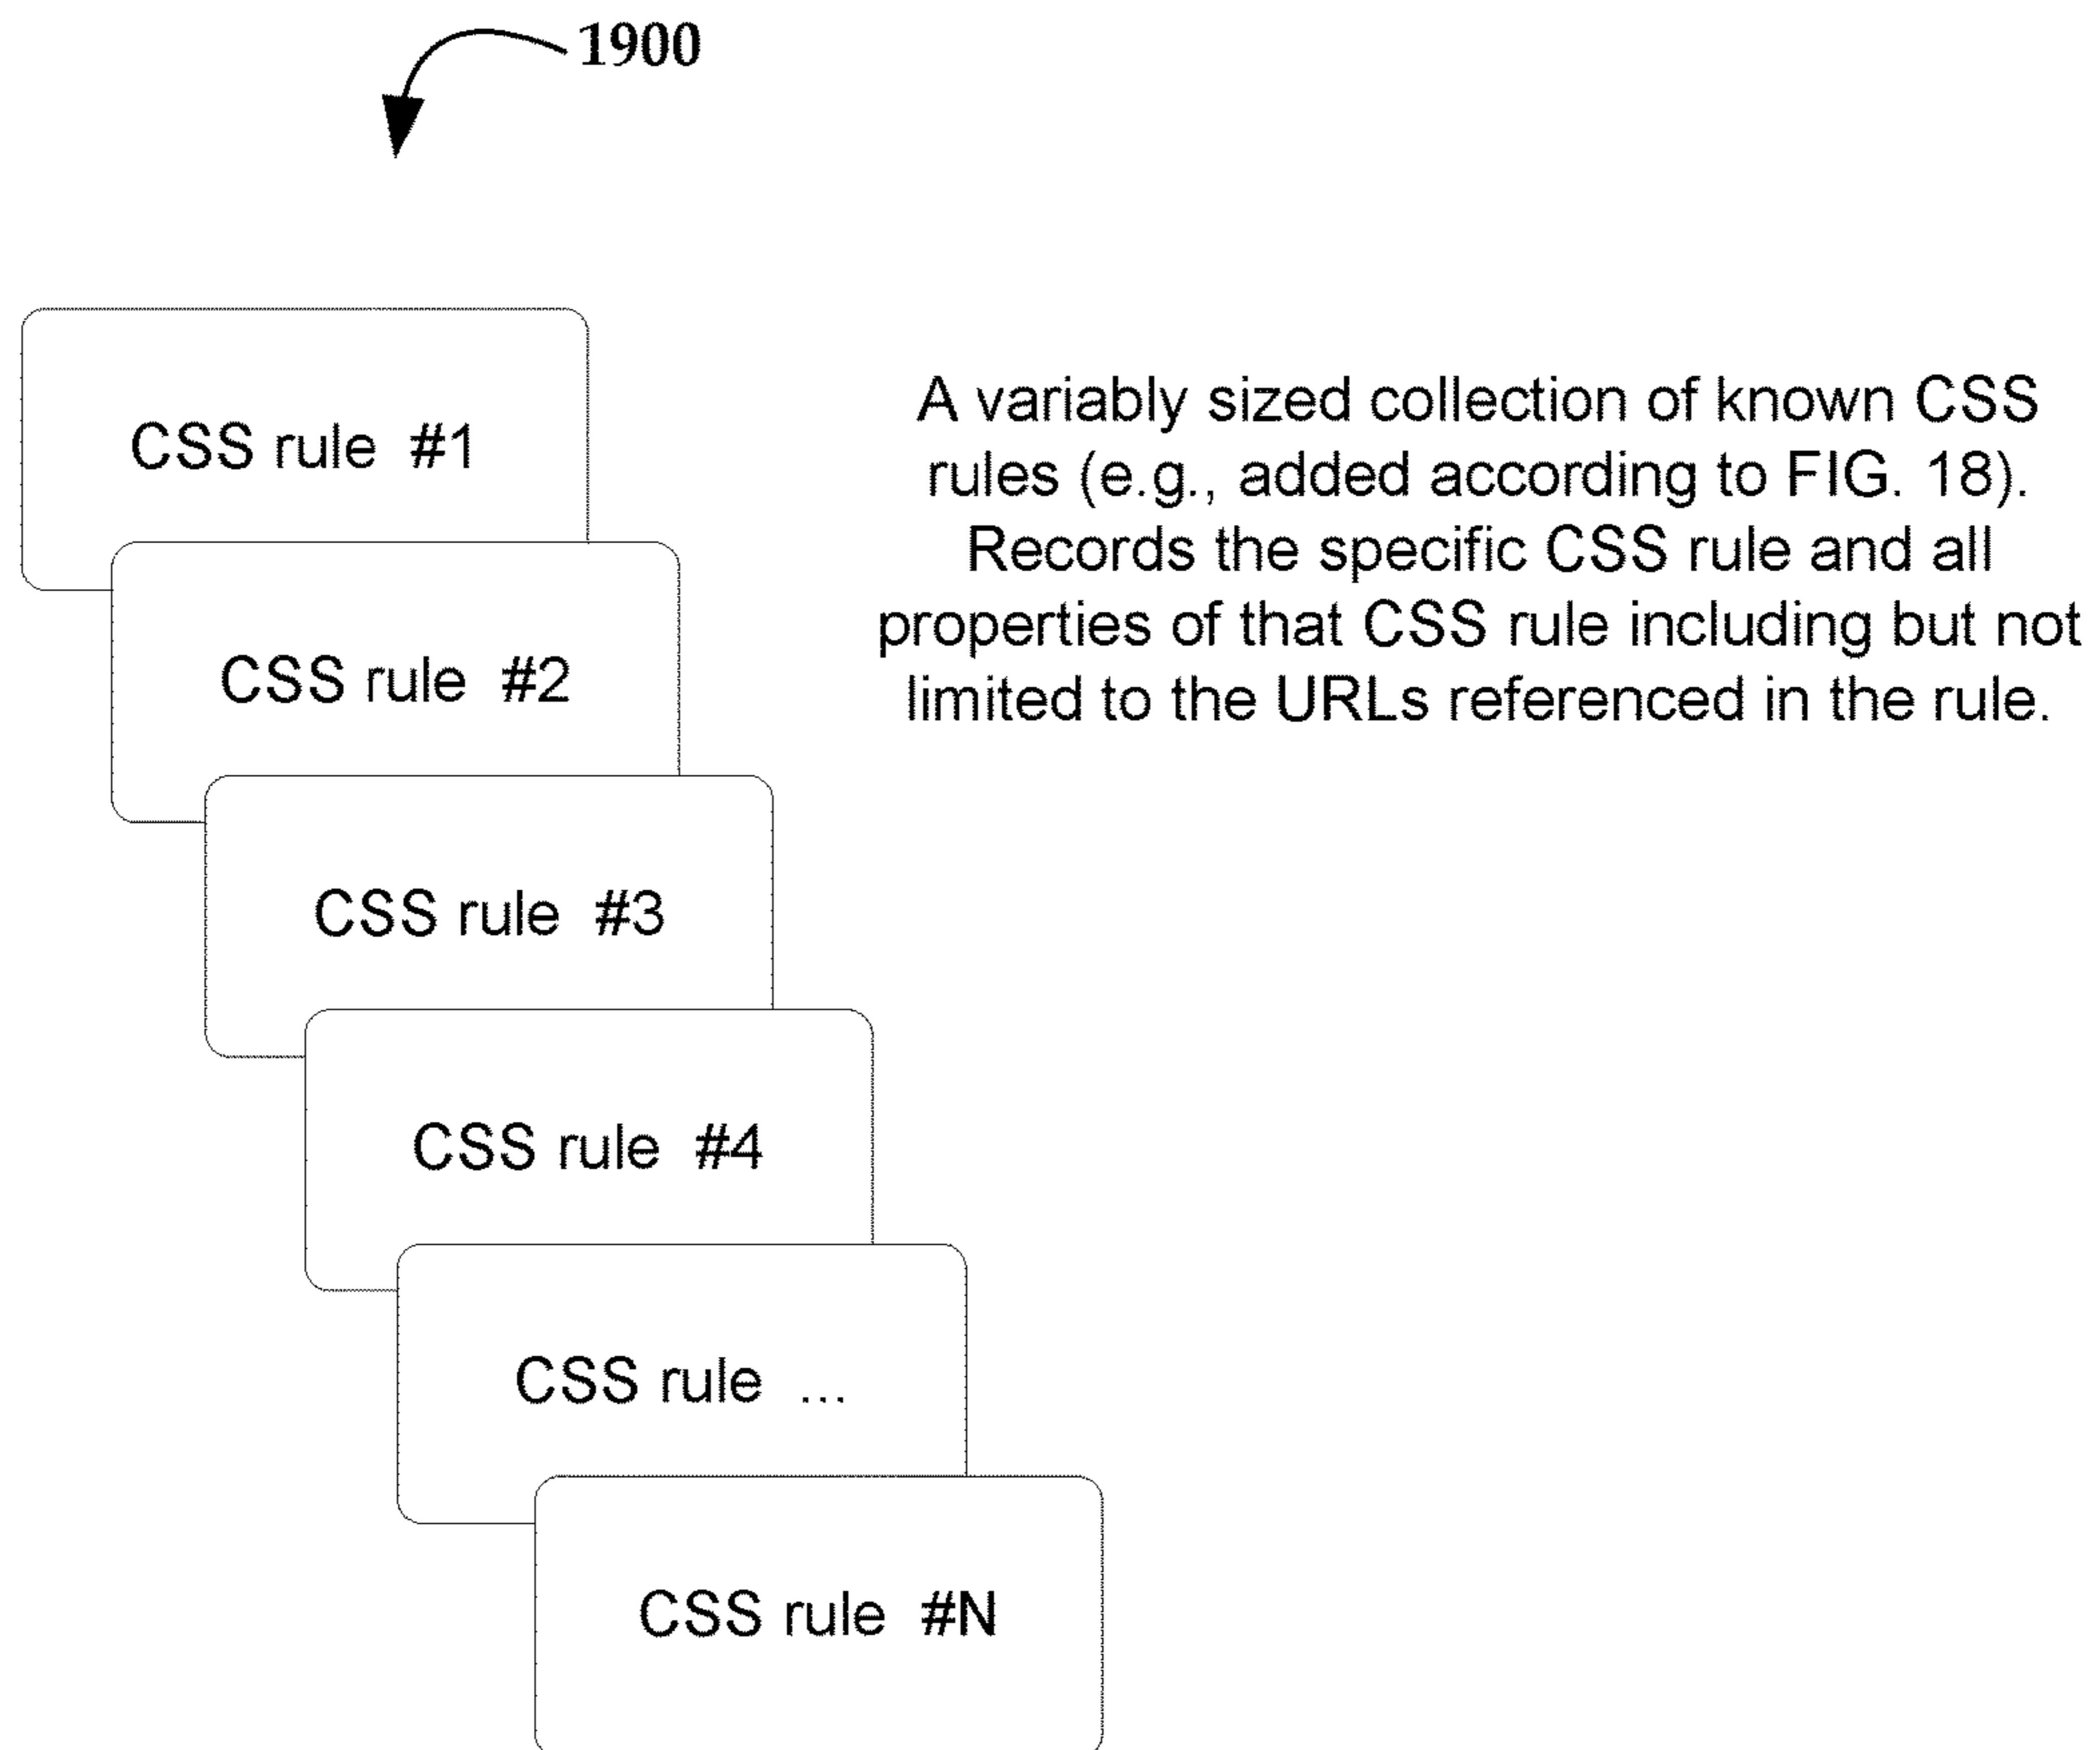 1900
CSS rule #1
A variably sized collection of known CSS
rules (e.g., added according to FIG. 18).
Records the specific CSS rule and all
properties of that CSS rule including but not
limited to the URLs referenced in the rule.
CSS rule #2
CSS rule #3
CSS rule #4
CSS rule ...
CSS rule #N